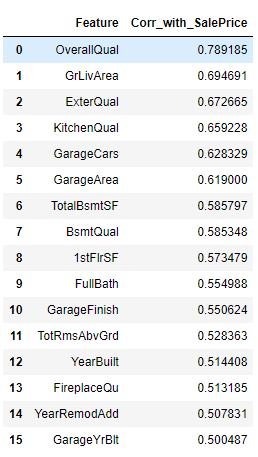 Feature Corr_with_SalePrice
0 OverallQual 0.789185
1 GrLivArea 0.694691
2 ExterQual 0.672665
3 KitchenQual 0.659228
4 GarageCars 0.628329
5 GarageArea 0.619000
6 TotalBsmtSF 0.585797
7 BsmtQual 0.585348
8 1stFlrSF 0.573479
9 FullBath 0.554988
10 GarageFinish 0.550624
11 TotRmsAbvGrd 0.528363
12 YearBuilt 0.514408
13 FireplaceQu 0.513185
14 YearRemodAdd 0.507831
15 GarageYrBlt 0.500487